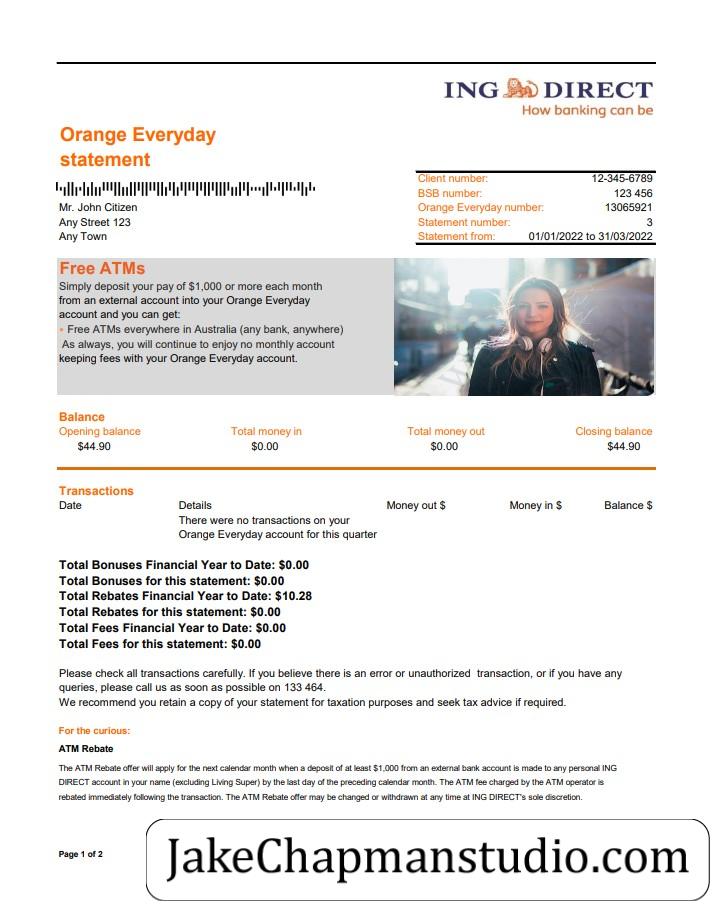 ING DIRECT
How banking can be
Orange Everyday
statement
Mr. John Citizen
Any Street 123
Any Town
Client number: 12-345-6789
BSB number: 123 456
Orange Everyday number: 13065921
Statement number: 3
Statement from: 01/01/2022 to 31/03/2022
Free ATMs
Simply deposit your pay of $1,000 or more each month
from an external account into your Orange Everyday
account and you can get:
• Free ATMs everywhere in Australia (any bank, anywhere)
As always, you will continue to enjoy no monthly account
keeping fees with your Orange Everyday account.
Balance
Opening balance Total money in Total money out Closing balance
$44.90 $0.00 $0.00 $44.90
Transactions
Date Details Money out $ Money in $ Balance $
There were no transactions on your
Orange Everyday account for this quarter
Total Bonuses Financial Year to Date: $0.00
Total Bonuses for this statement: $0.00
Total Rebates Financial Year to Date: $10.28
Total Rebates for this statement: $0.00
Total Fees Financial Year to Date: $0.00
Total Fees for this statement: $0.00
Please check all transactions carefully. If you believe there is an error or unauthorized transaction, or if you have any
queries, please call us as soon as possible on 133 464.
We recommend you retain a copy of your statement for taxation purposes and seek tax advice if required.
For the curious:
ATM Rebate
The ATM Rebate offer will apply for the next calendar month when a deposit of at least $1,000 from an external bank account is made to any personal ING
DIRECT account in your name (excluding Living Super) by the last day of the preceding calendar month. The ATM fee charged by the ATM operator is
rebated immediately following the transaction. The ATM Rebate offer may be changed or withdrawn at any time at ING DIRECT's sole discretion.
Page 1 of 2
JakeChapmanstudio.com